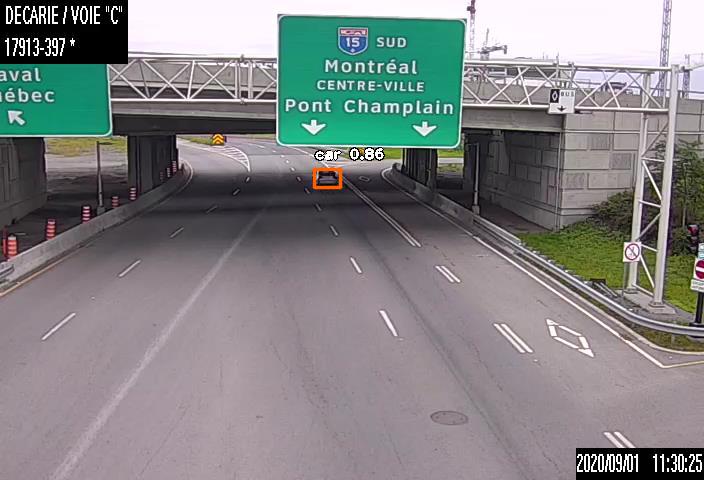 DECARIE / VOIE "C"
17913-397 *
aval
ébec
15 SUD
Montréal
CENTRE-VILLE
Pont Champlain
BUS
car 0.86
2020/09/01 11:30:25